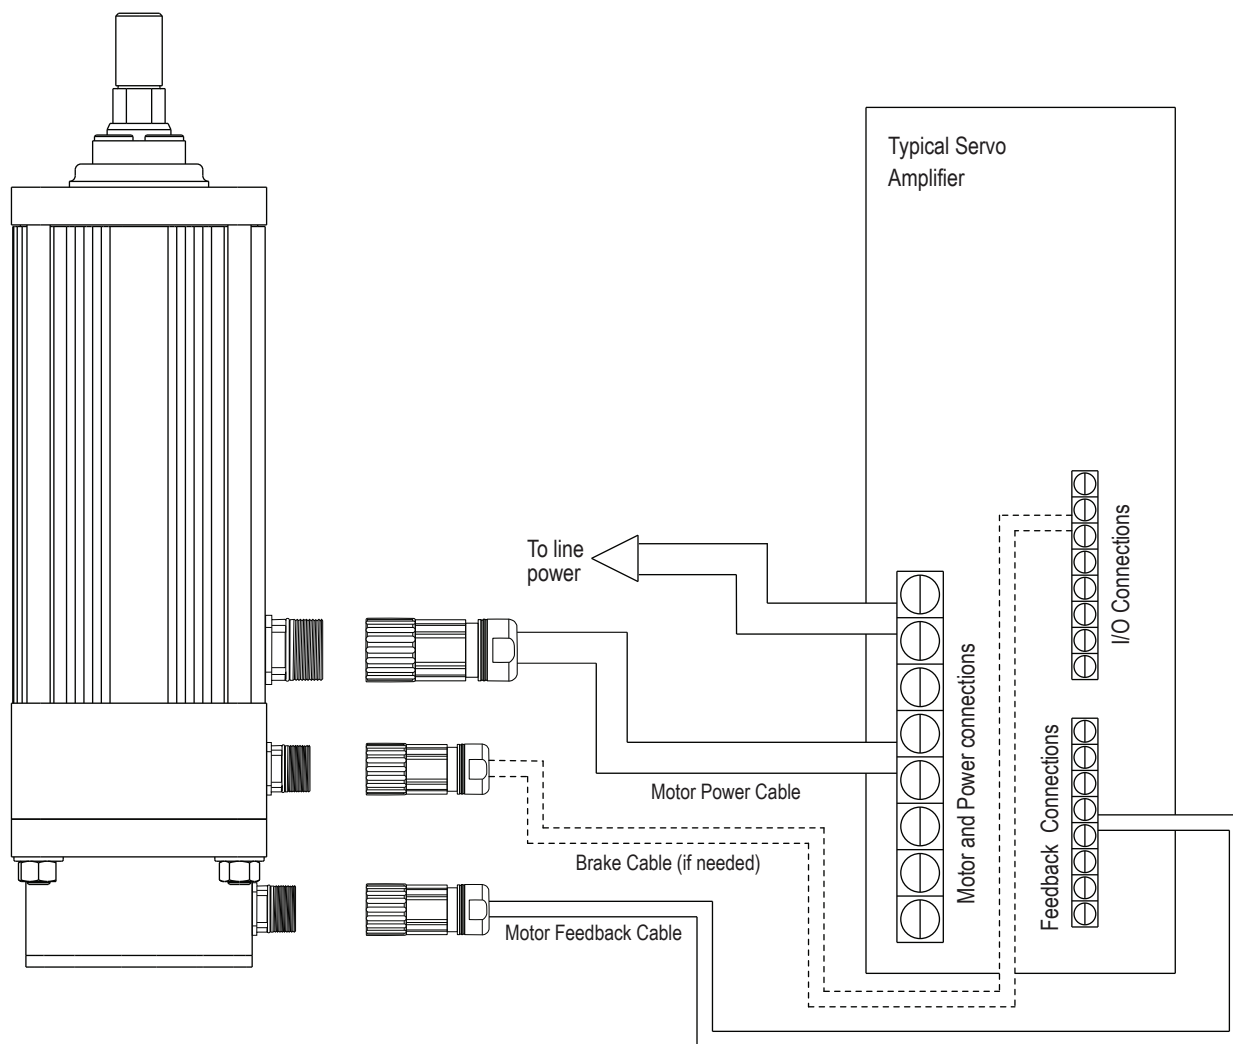 Typical Servo
Amplifier
To line
power
I/O Connections
Motor and Power connections
Feedback Connections
Motor Power Cable
Brake Cable (if needed)
Motor Feedback Cable